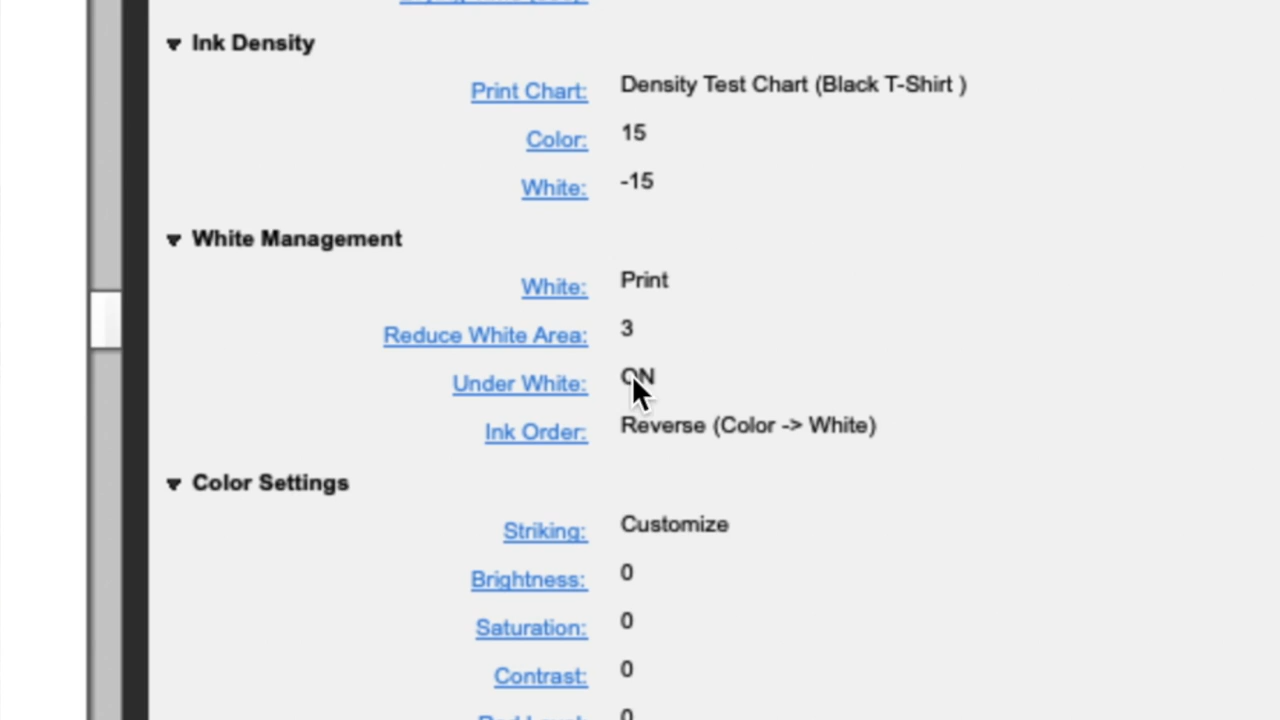 Ink Density
Print Chart: Density Test Chart (Black T-Shirt )
Color: 15
White: -15
White Management
White: Print
Reduce White Area: 3
Under White: ON
Ink Order: Reverse (Color -> White)
Color Settings
Striking: Customize
Brightness: 0
Saturation: 0
Contrast: 0